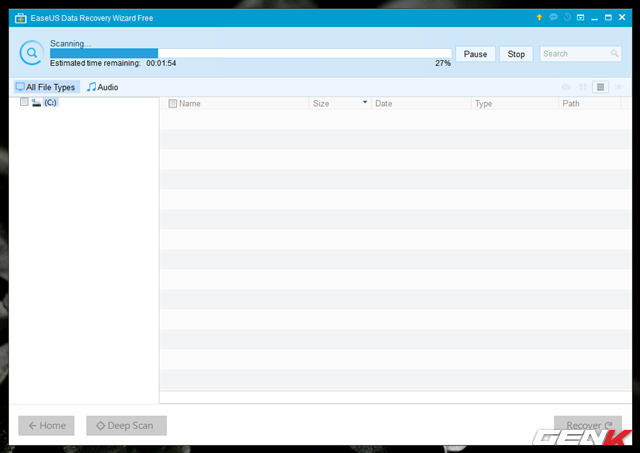 EaseUS Data Recovery Wizard Free
Scanning...
Estimated time remaining: 00:01:54 27%
Pause Stop Search
All File Types Audio
(C:) Name Size Date Type Path
Home Deep Scan Recover
GENK